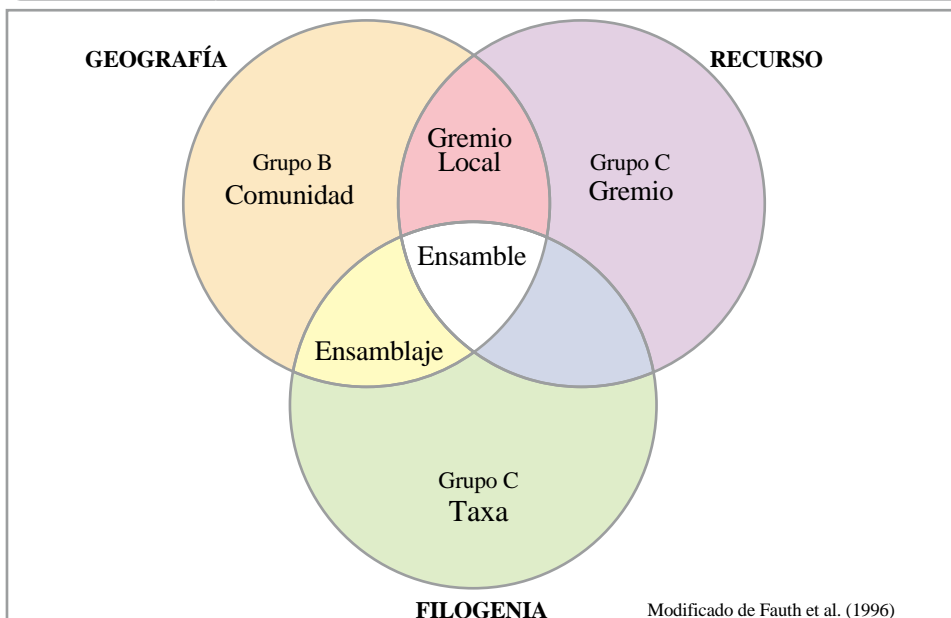 GEOGRAFÍA
RECURSO
Gremio
Local
Grupo B
Comunidad
Grupo C
Gremio
Ensamble
Ensamblaje
Grupo C
Taxa
FILOGENIA
Modificado de Fauth et al. (1996)